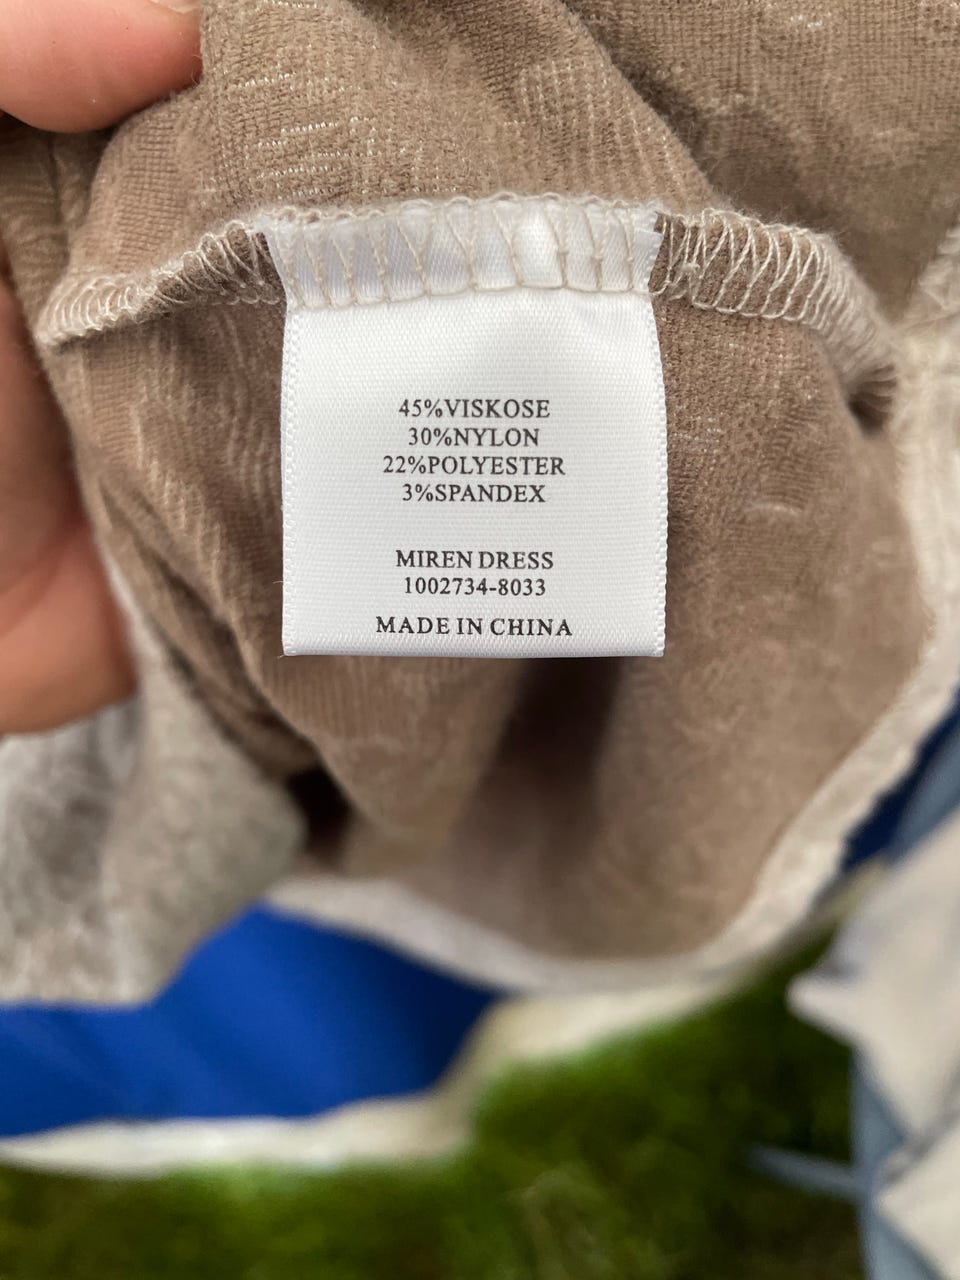 45%VISKOSE
30%NYLON
22%POLYESTER
3%SPANDEX
MIREN DRESS
1002734-8033
MADE IN CHINA